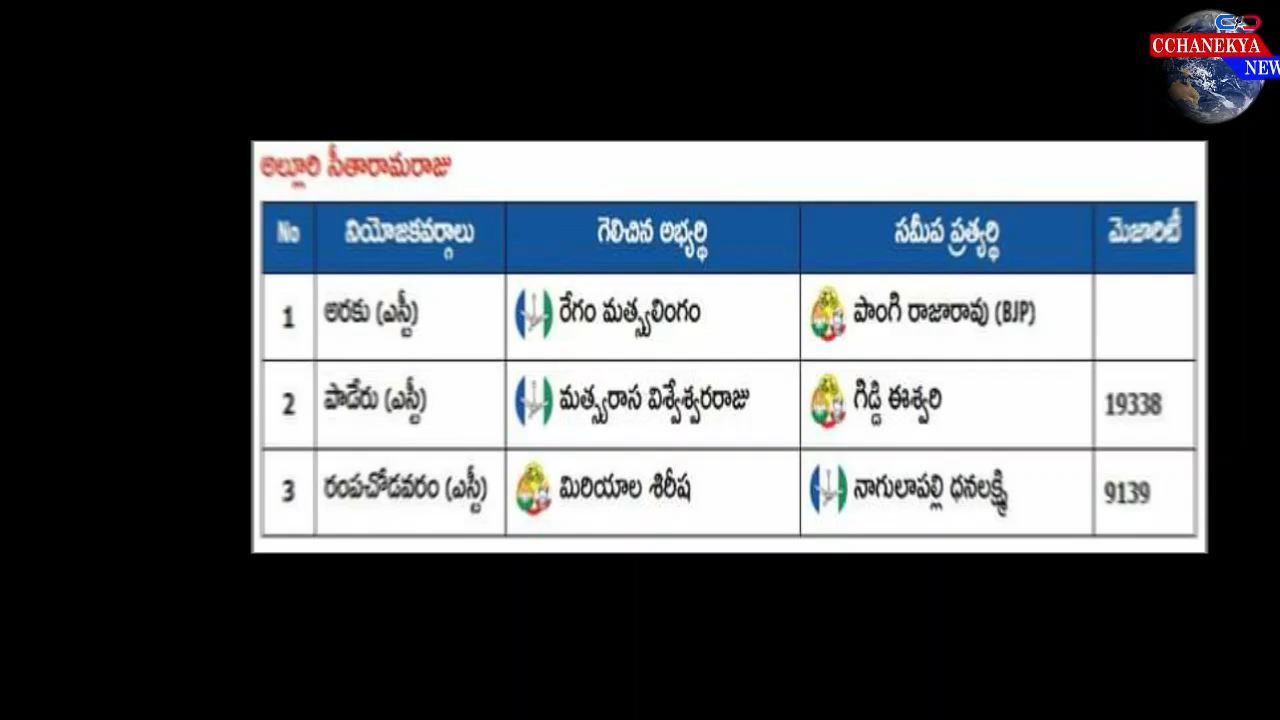 CCHANEKYA
NEW
అల్లూరి సీతారామరాజు
No నియోజకవర్గాలు గెలిచిన అభ్యర్థి సమీప ప్రత్యర్థి మెజారిటీ
1 అరకు (ఎస్టీ) రేగం మత్స్యలింగం పాంగి రాజారావు (BJP)
2 పాడేరు (ఎస్టీ) మత్స్యరాస విశ్వేశ్వరరాజు గిడ్డి ఈశ్వరి 19338
3 రంపచోడవరం (ఎస్టీ) మిరియాల శిరీష నాగులాపల్లి ధనలక్ష్మి 9139